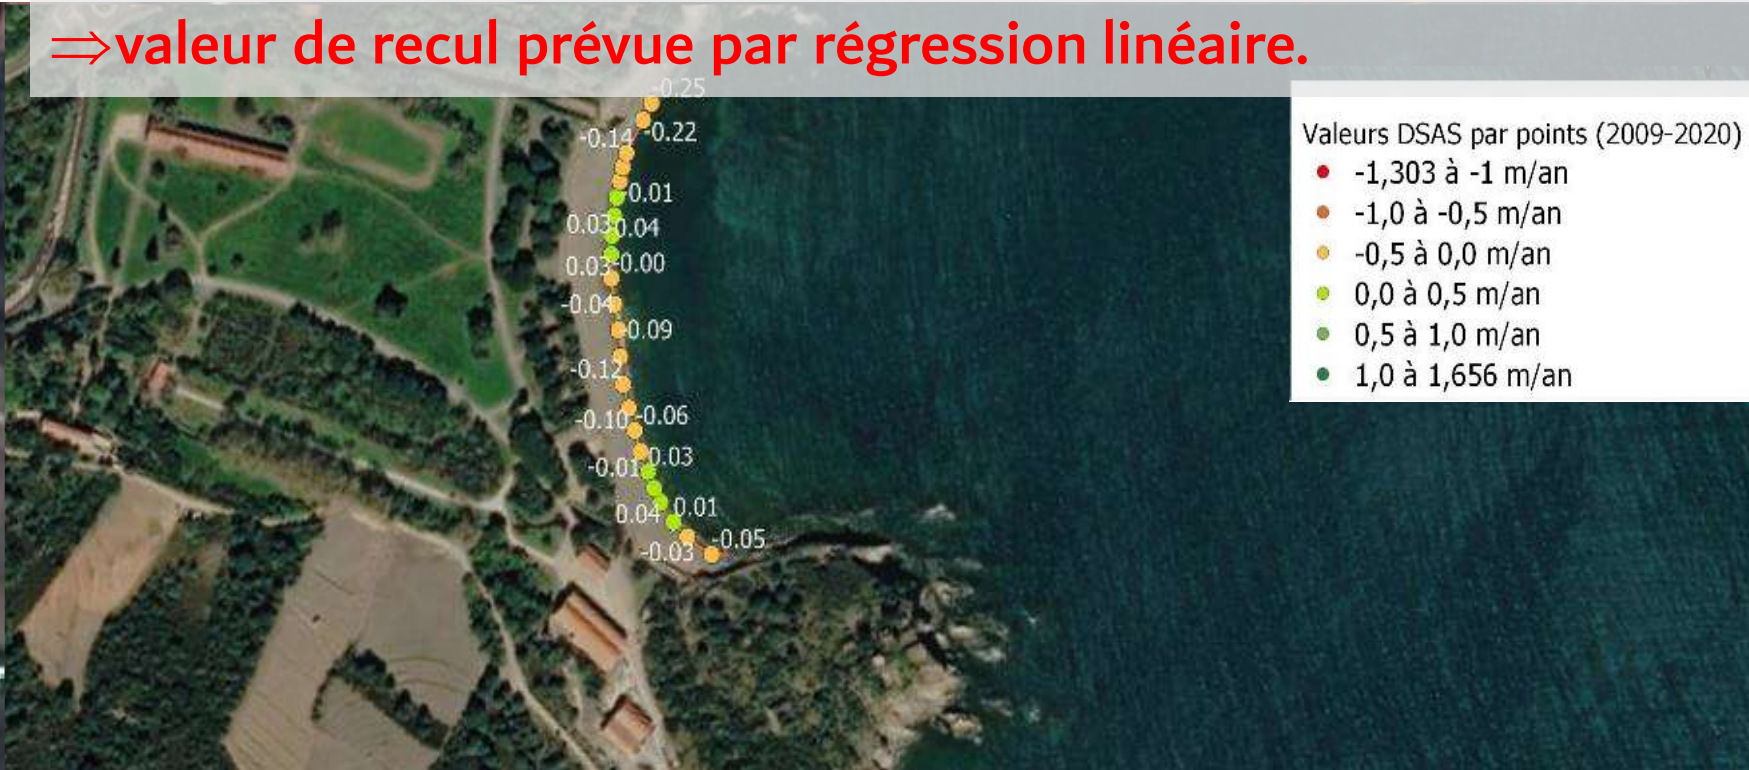 ⇒valeur de recul prévue par régression linéaire.
-0.25
-0.14 -0.22
-0.01
0.03 0.04
0.03 -0.00
-0.04
-0.09
-0.12
-0.10 -0.06
-0.01 0.03
0.04 0.01
-0.03 -0.05
Valeurs DSAS par points (2009-2020)
-1,303 à -1 m/an
-1,0 à -0,5 m/an
-0,5 à 0,0 m/an
0,0 à 0,5 m/an
0,5 à 1,0 m/an
1,0 à 1,656 m/an